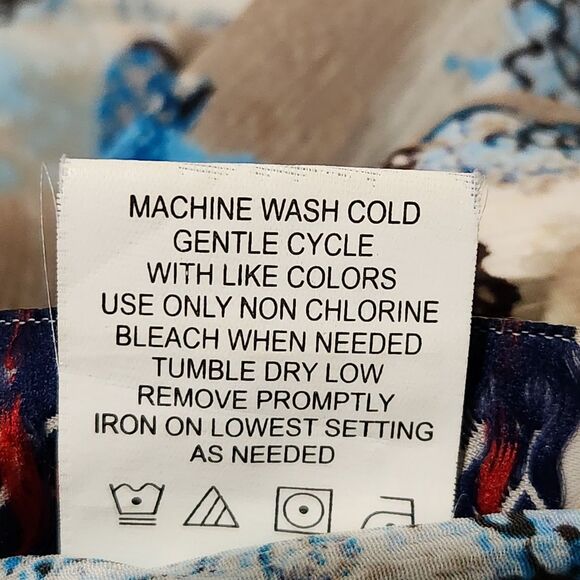 MACHINE WASH COLD
GENTLE CYCLE
WITH LIKE COLORS
USE ONLY NON CHLORINE
BLEACH WHEN NEEDED
TUMBLE DRY LOW
REMOVE PROMPTLY
IRON ON LOWEST SETTING
AS NEEDED